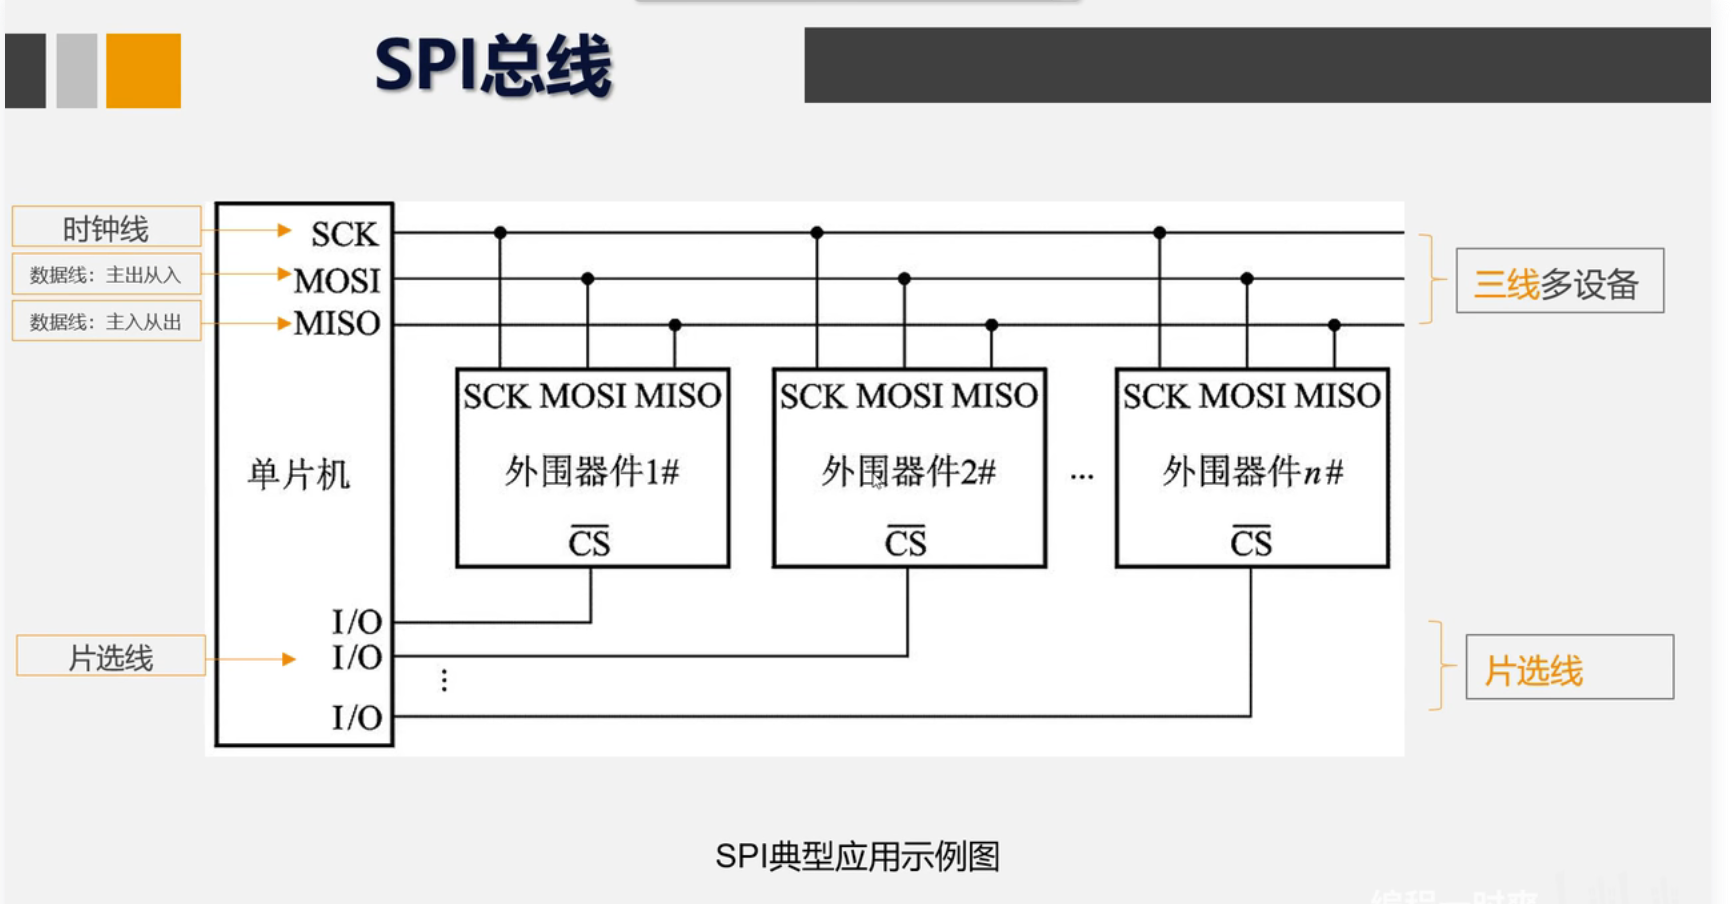 SPI总线
时钟线
SCK
数据线：主出从入
MOSI
数据线：主入从出
MISO
三线多设备
SCK MOSI MISO
SCK MOSI MISO
SCK MOSI MISO
单片机
外围器件1#
外围器件2#
...
外围器件n#
CS
CS
CS
I/O
片选线
I/O
⋮
I/O
片选线
SPI典型应用示例图